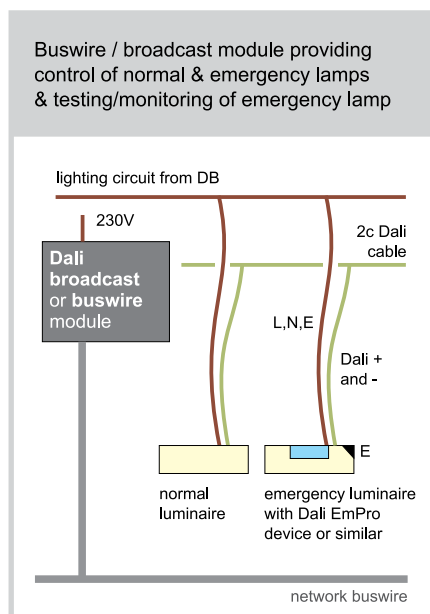 Buswire / broadcast module providing
control of normal & emergency lamps
& testing/monitoring of emergency lamp
lighting circuit from DB
230V
2c Dali
cable
Dali
broadcast
or buswire
module
L,N,E
Dali +
and -
E
normal
luminaire
emergency luminaire
with Dali EmPro
device or similar
network buswire